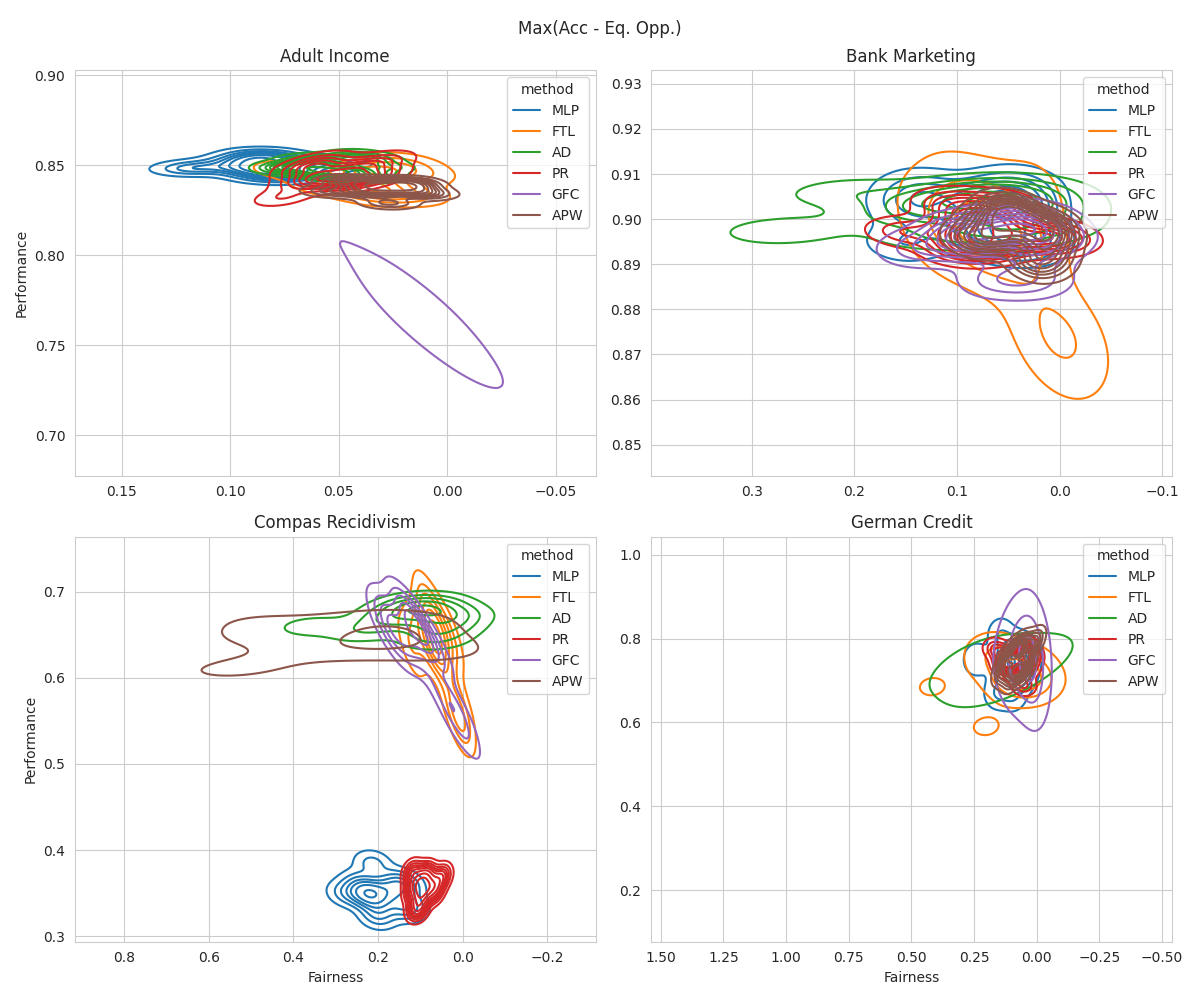 Max(Acc - Eq. Opp.)
Adult Income
0.90
0.85
0.80
0.75
0.70
Performance
0.15 0.10 0.05 0.00 −0.05
method
MLP
FTL
AD
PR
GFC
APW
Bank Marketing
0.93
0.92
0.91
0.90
0.89
0.88
0.87
0.86
0.85
0.3 0.2 0.1 0.0 −0.1
method
MLP
FTL
AD
PR
GFC
APW
Compas Recidivism
0.7
0.6
0.5
0.4
0.3
Performance
0.8 0.6 0.4 0.2 0.0 −0.2
Fairness
method
MLP
FTL
AD
PR
GFC
APW
German Credit
1.0
0.8
0.6
0.4
0.2
1.50 1.25 1.00 0.75 0.50 0.25 0.00 −0.25 −0.50
Fairness
method
MLP
FTL
AD
PR
GFC
APW